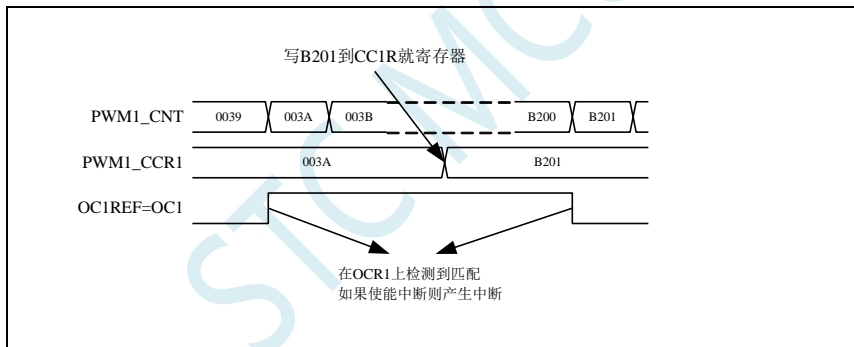 写B201到CC1R就寄存器
PWM1_CNT 0039 003A 003B B200 B201
PWM1_CCR1 003A B201
OC1REF=OC1
在OCR1上检测到匹配
如果使能中断则产生中断
STC MC